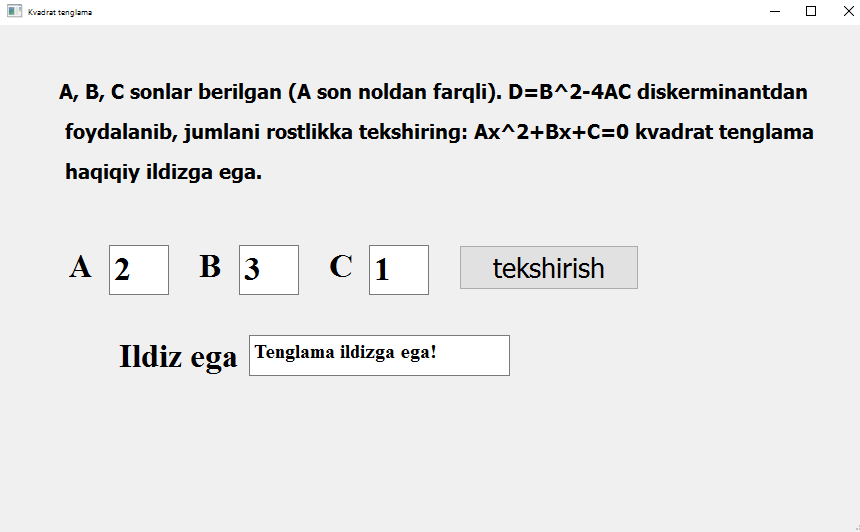 Kvadrat tenglama
A, B, C sonlar berilgan (A son noldan farqli). D=B^2-4AC diskerminantdan
foydalanib, jumlani rostlikka tekshiring: Ax^2+Bx+C=0 kvadrat tenglama
haqiqiy ildizga ega.
A 2 B 3 C 1 tekshirish
Ildiz ega Tenglama ildizga ega!